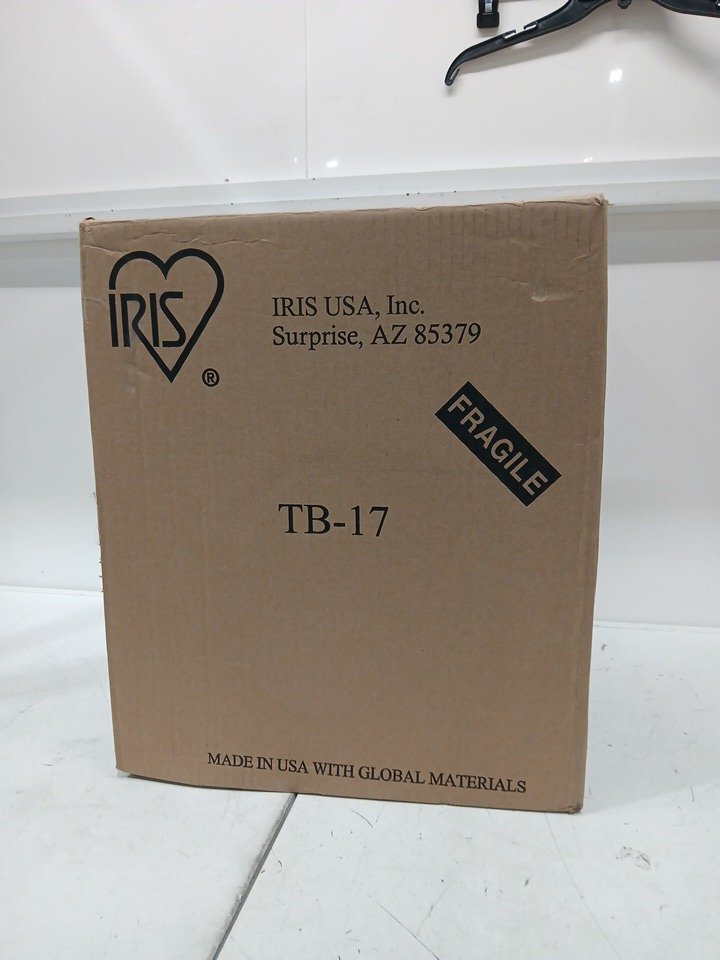 IRIS
®
IRIS USA, Inc.
Surprise, AZ 85379
FRAGILE
TB-17
MADE IN USA WITH GLOBAL MATERIALS